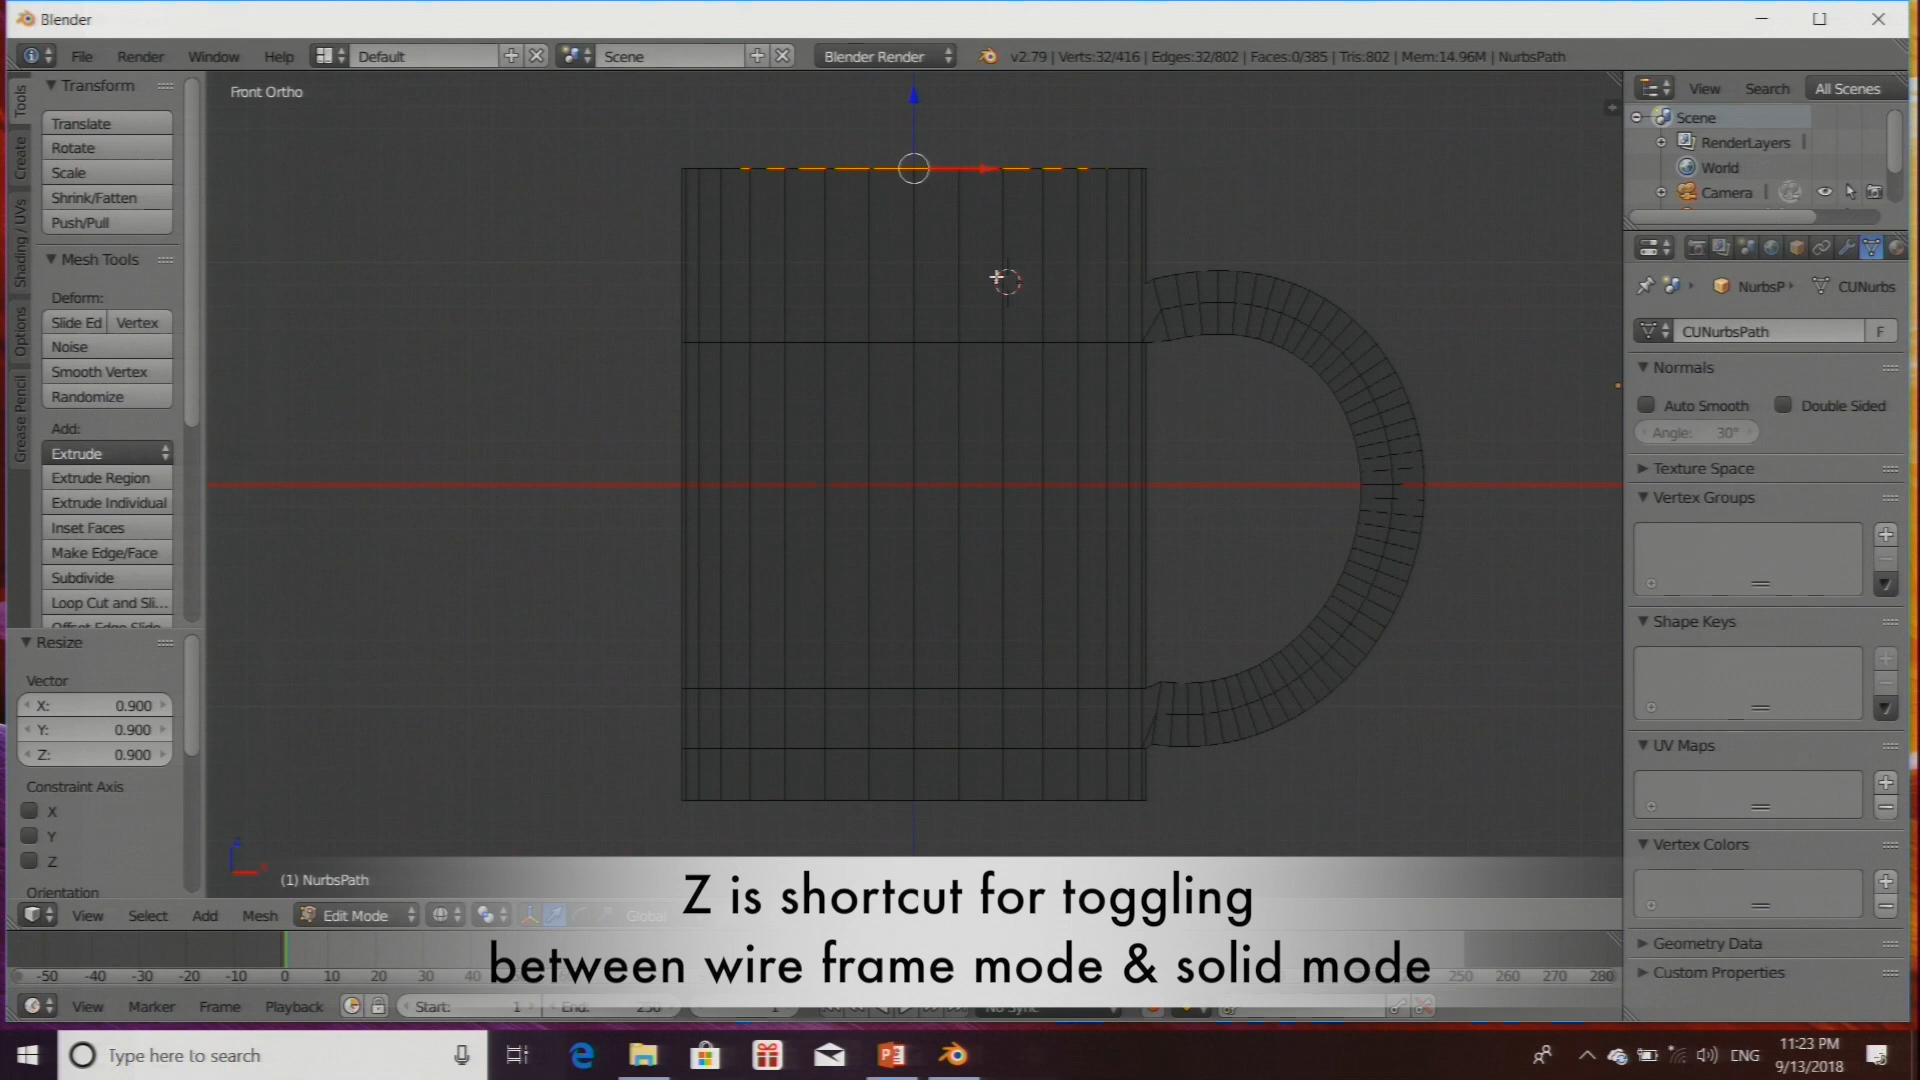 Blender
File Render Window Help Default Scene Blender Render v2.79 | Verts:32/416 | Edges:32/802 | Faces:0/385 | Tris:802 | Mem:14.96M | NurbsPath
Tools
Create
Shading / UVs
Options
Grease Pencil
Transform
Translate
Rotate
Scale
Shrink/Fatten
Push/Pull
Mesh Tools
Deform:
Slide Ed Vertex
Noise
Smooth Vertex
Randomize
Add:
Extrude
Extrude Region
Extrude Individual
Inset Faces
Make Edge/Face
Subdivide
Loop Cut and Sli...
Offset Edge Slide
Resize
Vector
X: 0.900
Y: 0.900
Z: 0.900
Constraint Axis
X
Y
Z
Orientation
Front Ortho
(1) NurbsPath
View Select Add Mesh Edit Mode Global
Z is shortcut for toggling
between wire frame mode & solid mode
-50 -40 -30 -20 -10 0 10 20 30 40 250 260 270 280
View Marker Frame Playback Start: 1 End: 250 1 No Sync
View Search All Scenes
Scene
RenderLayers
World
Camera
NurbsP CUNurbs
CUNurbsPath F
Normals
Auto Smooth Double Sided
Angle: 30°
Texture Space
Vertex Groups
Shape Keys
UV Maps
Vertex Colors
Geometry Data
Custom Properties
Type here to search
ENG
11:23 PM
9/13/2018